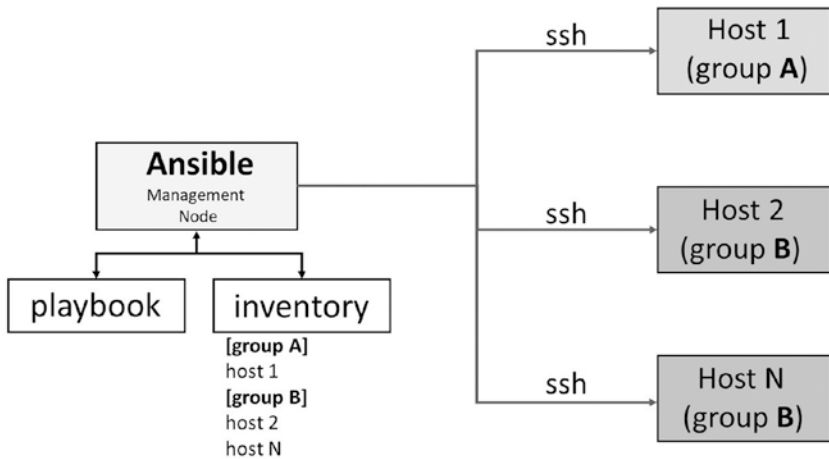 Ansible
Management
Node
playbook
inventory
[group A]
host 1
[group B]
host 2
host N
ssh
Host 1
(group A)
ssh
Host 2
(group B)
ssh
Host N
(group B)